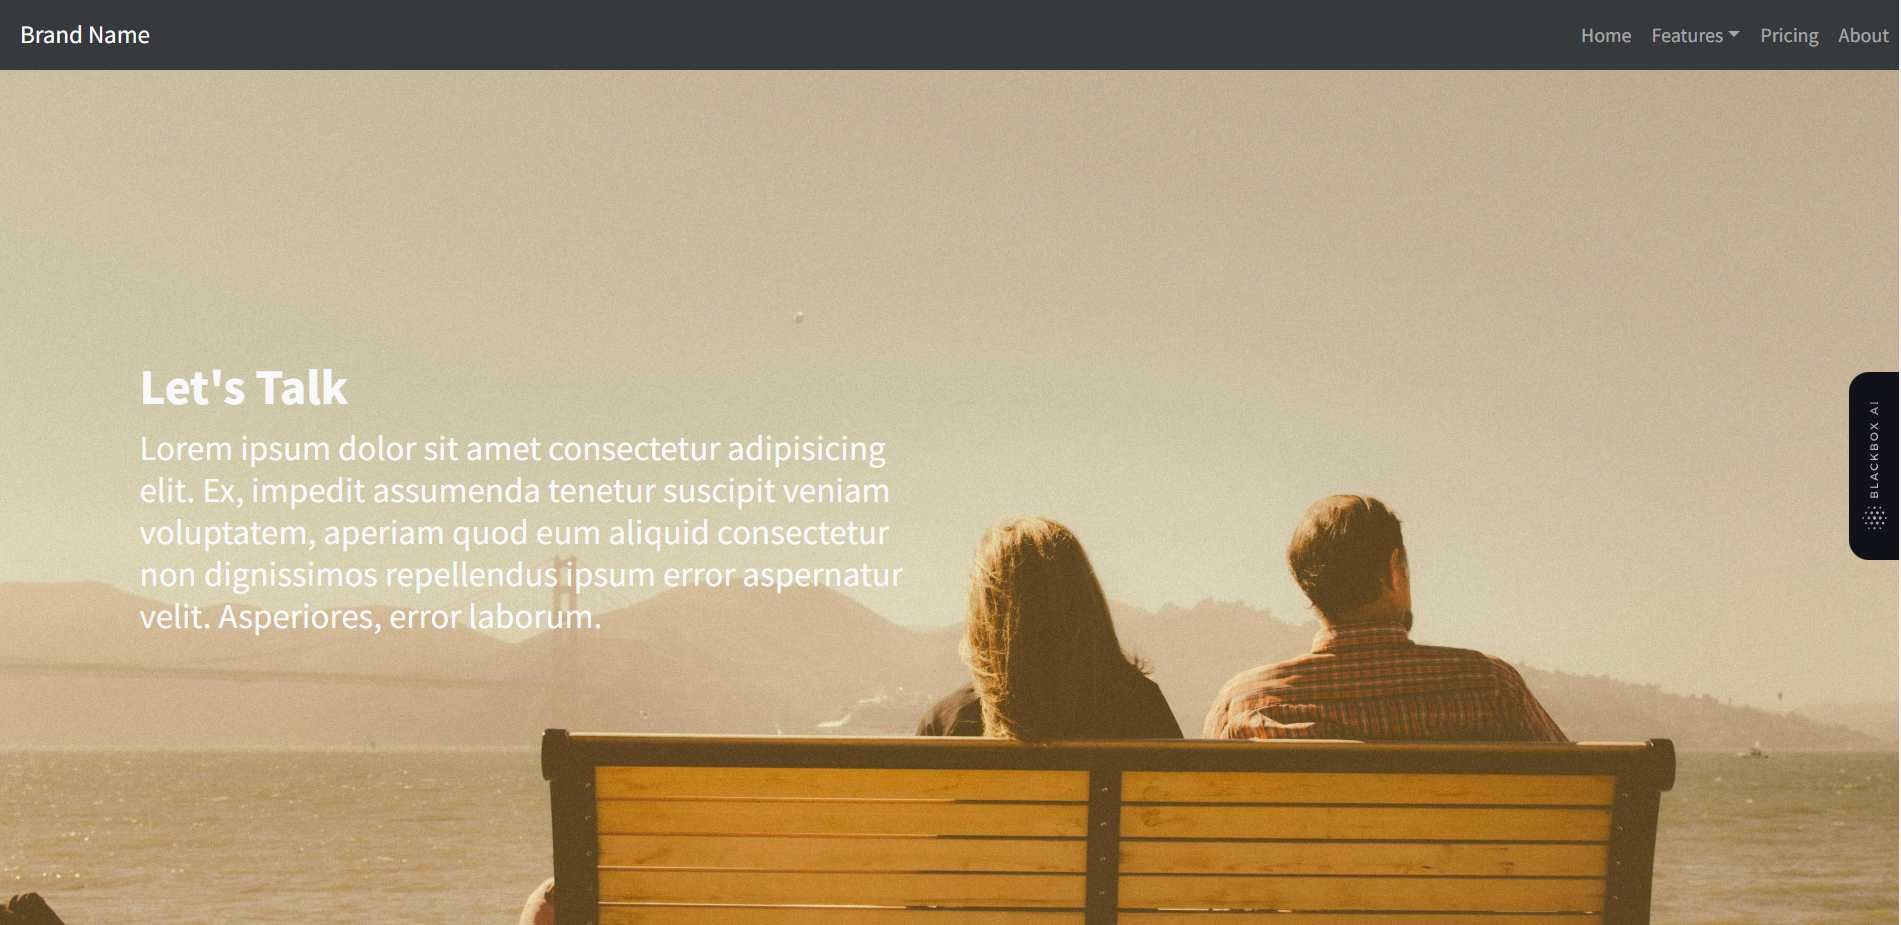 Brand Name
Home Features Pricing About
Let's Talk
Lorem ipsum dolor sit amet consectetur adipisicing
elit. Ex, impedit assumenda tenetur suscipit veniam
voluptatem, aperiam quod eum aliquid consectetur
non dignissimos repellendus ipsum error aspernatur
velit. Asperiores, error laborum.
BLACKBOX AI